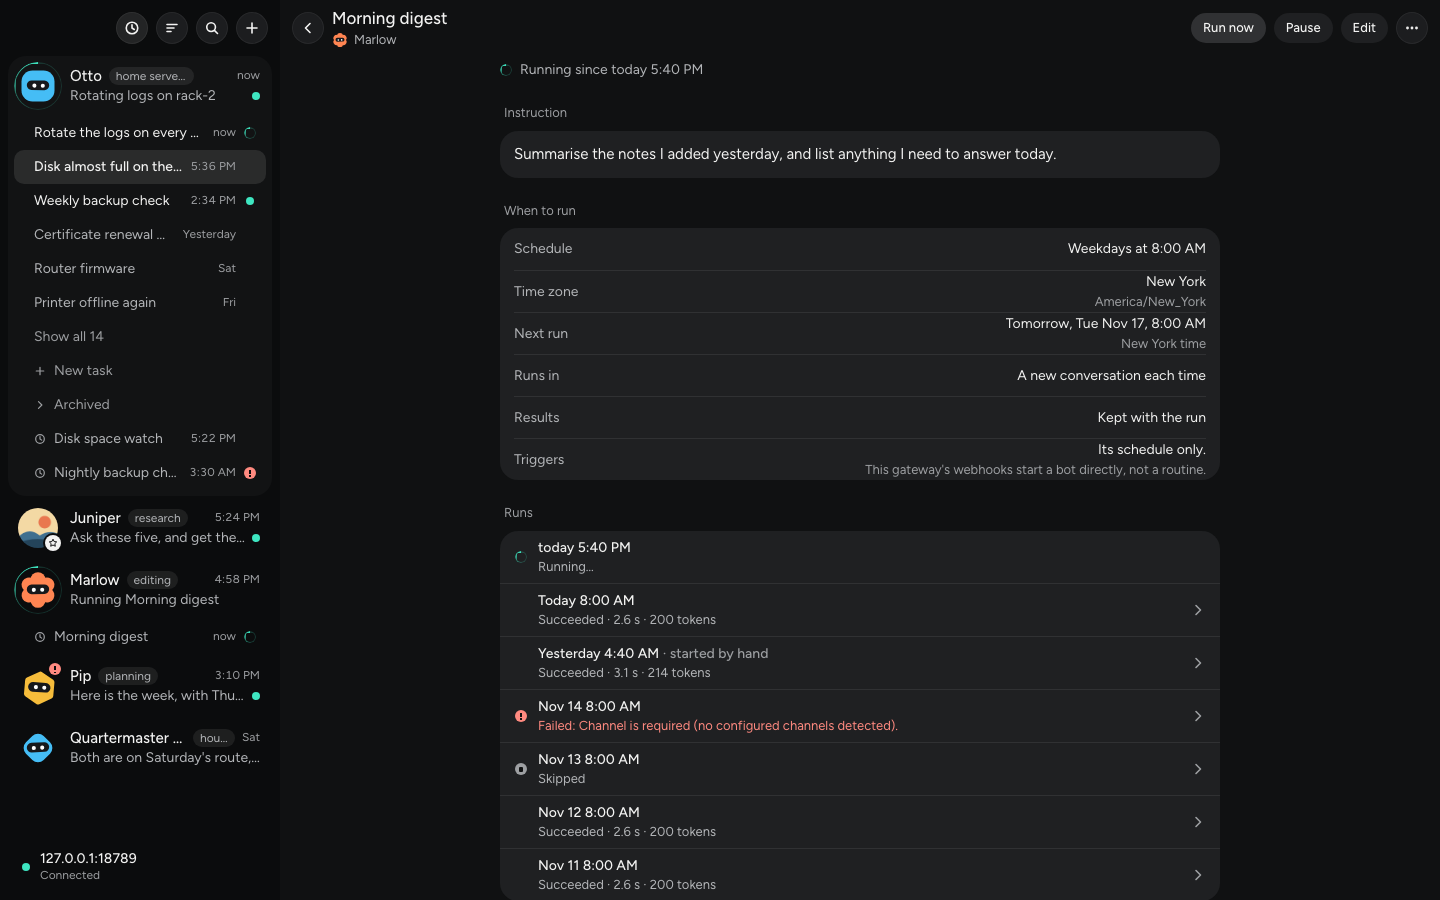 Otto home serve... now
Rotating logs on rack-2
Rotate the logs on every ... now
Disk almost full on the... 5:36 PM
Weekly backup check 2:34 PM
Certificate renewal ... Yesterday
Router firmware Sat
Printer offline again Fri
Show all 14
New task
Archived
Disk space watch 5:22 PM
Nightly backup ch... 3:30 AM
Juniper research 5:24 PM
Ask these five, and get the...
Marlow editing 4:58 PM
Running Morning digest
Morning digest now
Pip planning 3:10 PM
Here is the week, with Thu...
Quartermaster ... hou... Sat
Both are on Saturday's route,...
127.0.0.1:18789
Connected
Morning digest
Marlow
Run now Pause Edit
Running since today 5:40 PM
Instruction
Summarise the notes I added yesterday, and list anything I need to answer today.
When to run
Schedule Weekdays at 8:00 AM
Time zone New York
America/New_York
Next run Tomorrow, Tue Nov 17, 8:00 AM
New York time
Runs in A new conversation each time
Results Kept with the run
Triggers Its schedule only.
This gateway's webhooks start a bot directly, not a routine.
Runs
today 5:40 PM
Running...
Today 8:00 AM
Succeeded · 2.6 s · 200 tokens
Yesterday 4:40 AM · started by hand
Succeeded · 3.1 s · 214 tokens
Nov 14 8:00 AM
Failed: Channel is required (no configured channels detected).
Nov 13 8:00 AM
Skipped
Nov 12 8:00 AM
Succeeded · 2.6 s · 200 tokens
Nov 11 8:00 AM
Succeeded · 2.6 s · 200 tokens